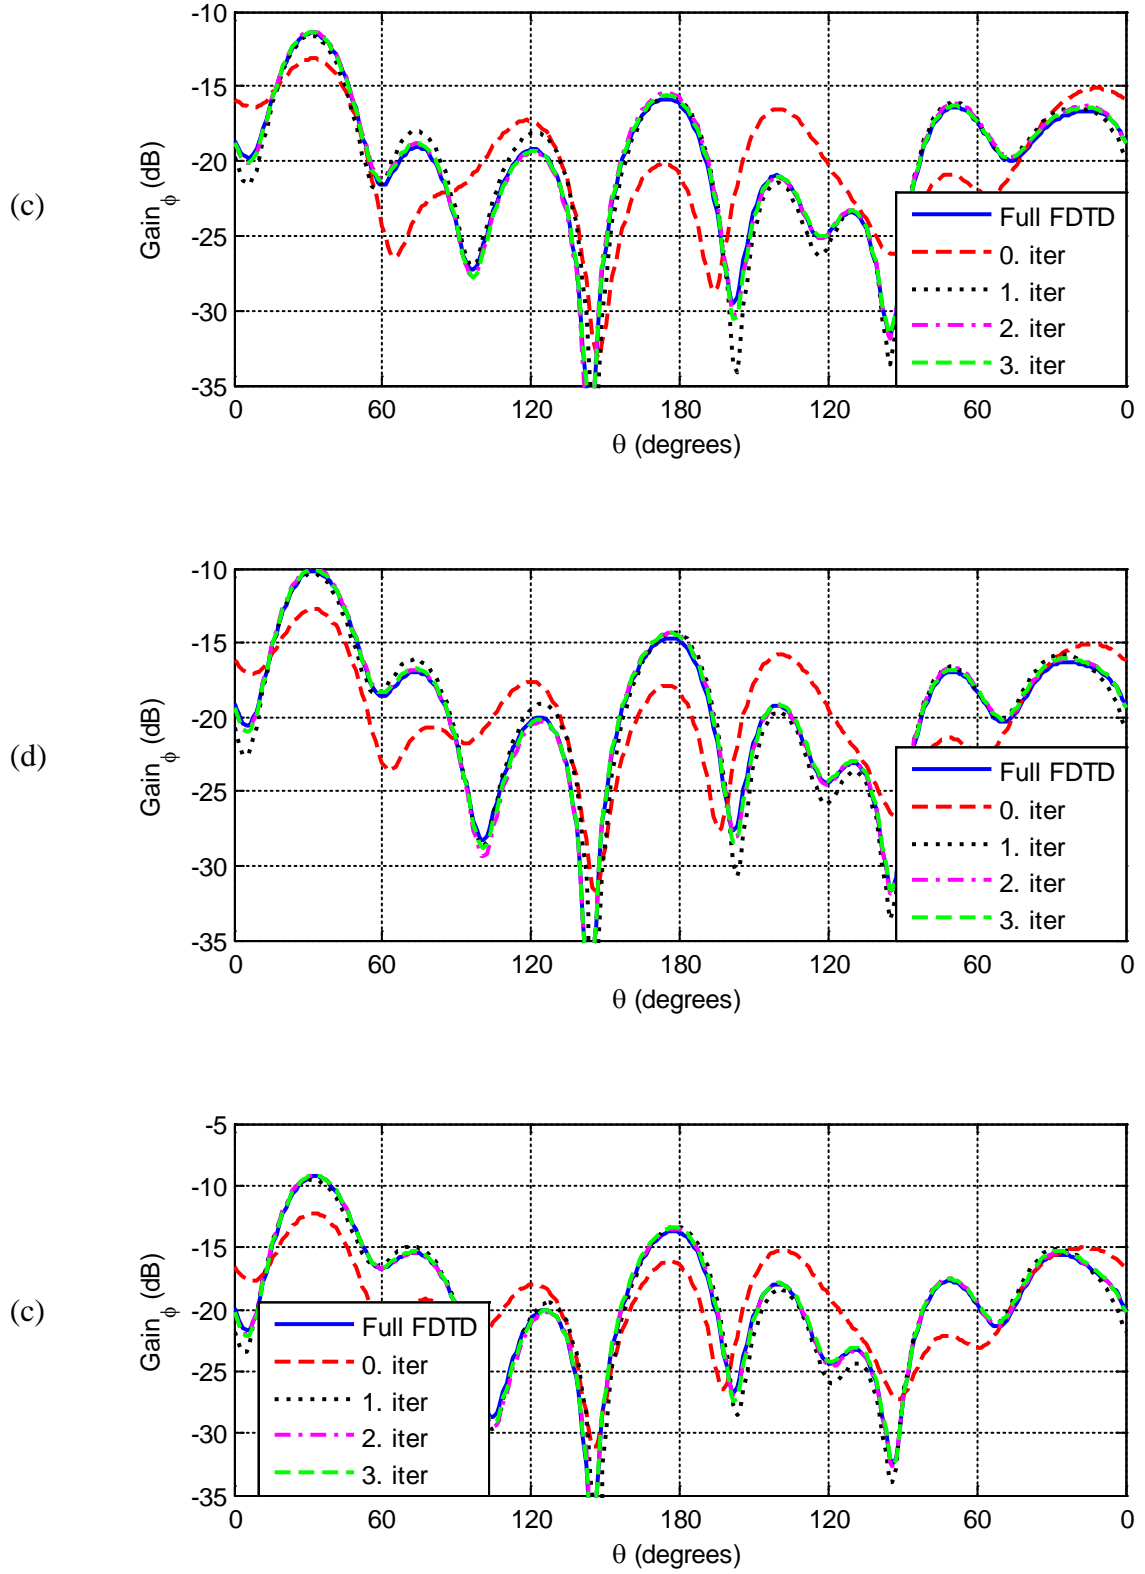 (c)
Gain_ϕ (dB)
-10
-15
-20
-25
-30
-35
0 60 120 180 120 60 0
θ (degrees)
Full FDTD
0. iter
1. iter
2. iter
3. iter
(d)
Gain_ϕ (dB)
-10
-15
-20
-25
-30
-35
0 60 120 180 120 60 0
θ (degrees)
Full FDTD
0. iter
1. iter
2. iter
3. iter
(c)
Gain_ϕ (dB)
-5
-10
-15
-20
-25
-30
-35
0 60 120 180 120 60 0
θ (degrees)
Full FDTD
0. iter
1. iter
2. iter
3. iter